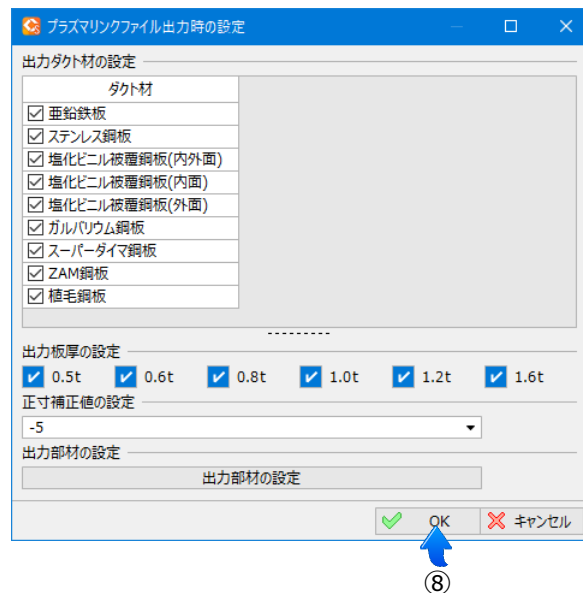 プラズマリンクファイル出力時の設定
出力ダクト材の設定
ダクト材
亜鉛鉄板
ステンレス鋼板
塩化ビニル被覆鋼板(内外面)
塩化ビニル被覆鋼板(内面)
塩化ビニル被覆鋼板(外面)
ガルバリウム鋼板
スーパーダイマ鋼板
ZAM鋼板
植毛鋼板
出力板厚の設定
0.5t 0.6t 0.8t 1.0t 1.2t 1.6t
正寸補正値の設定
-5
出力部材の設定
出力部材の設定
OK キャンセル
⑧